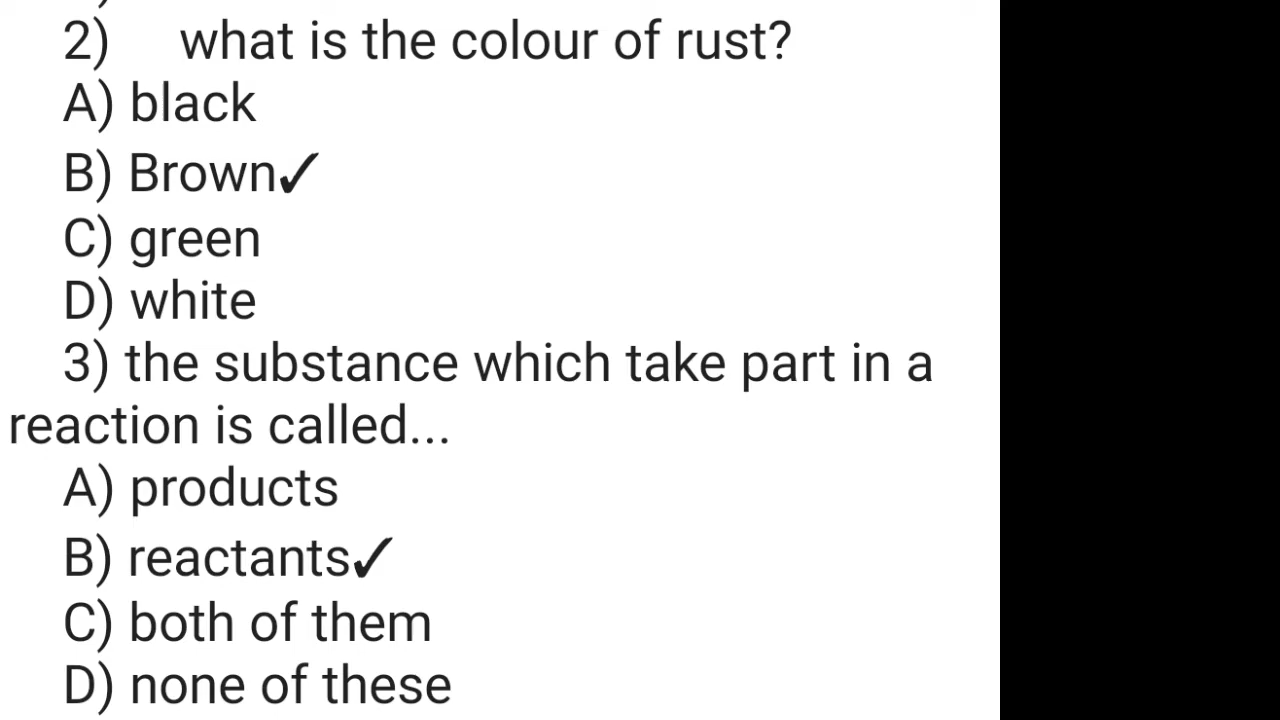 2) what is the colour of rust?
A) black
B) Brown✓
C) green
D) white
3) the substance which take part in a
reaction is called...
A) products
B) reactants✓
C) both of them
D) none of these